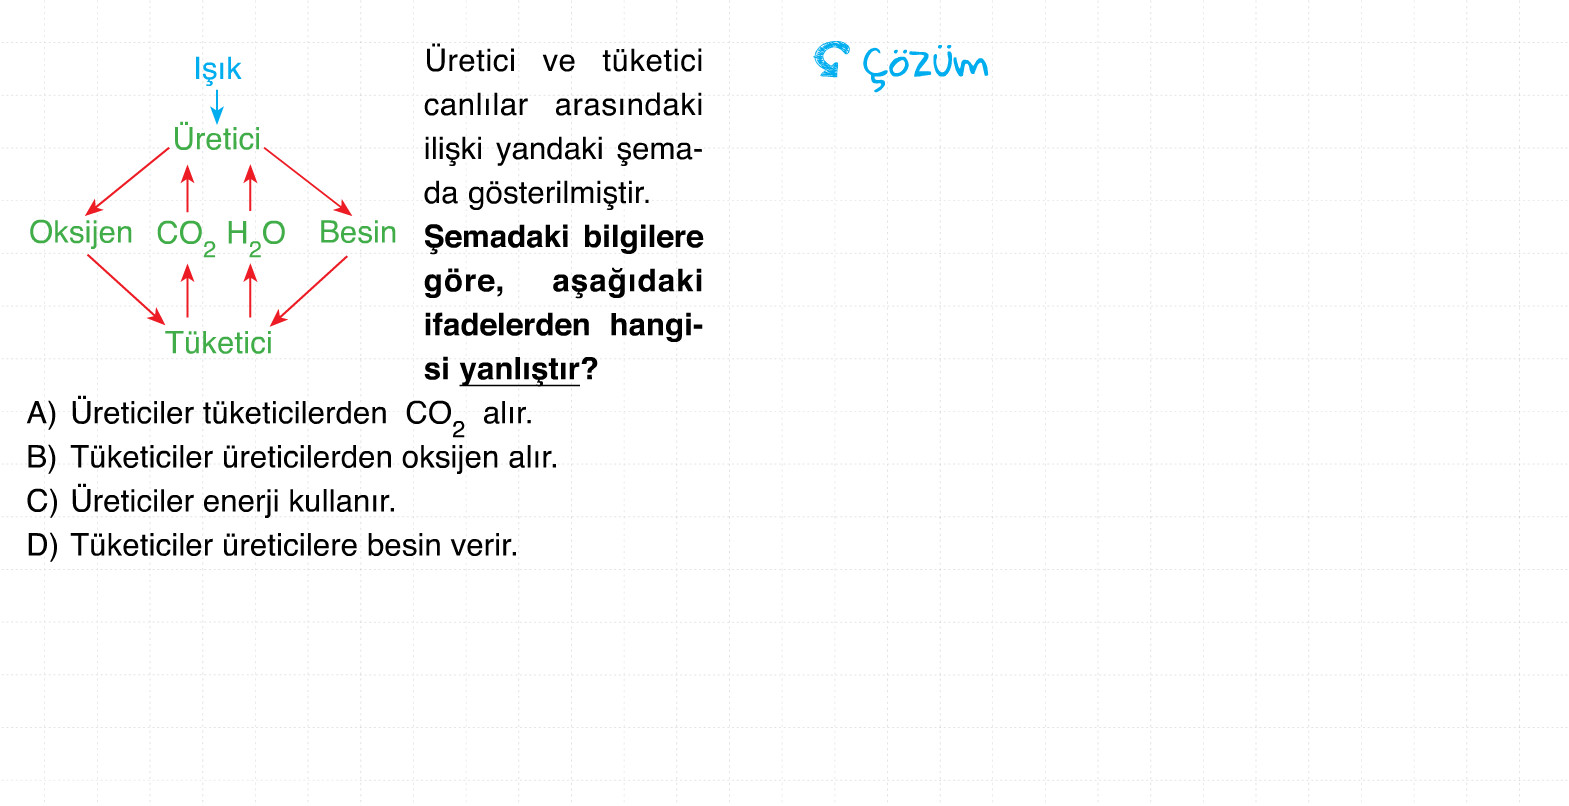 Işık
Üretici
Oksijen CO₂ H₂O Besin
Tüketici
Üretici ve tüketici
canlılar arasındaki
ilişki yandaki şema-
da gösterilmiştir.
Şemadaki bilgilere
göre, aşağıdaki
ifadelerden hangi-
si yanlıştır?
A) Üreticiler tüketicilerden CO₂ alır.
B) Tüketiciler üreticilerden oksijen alır.
C) Üreticiler enerji kullanır.
D) Tüketiciler üreticilere besin verir.
Çözüm